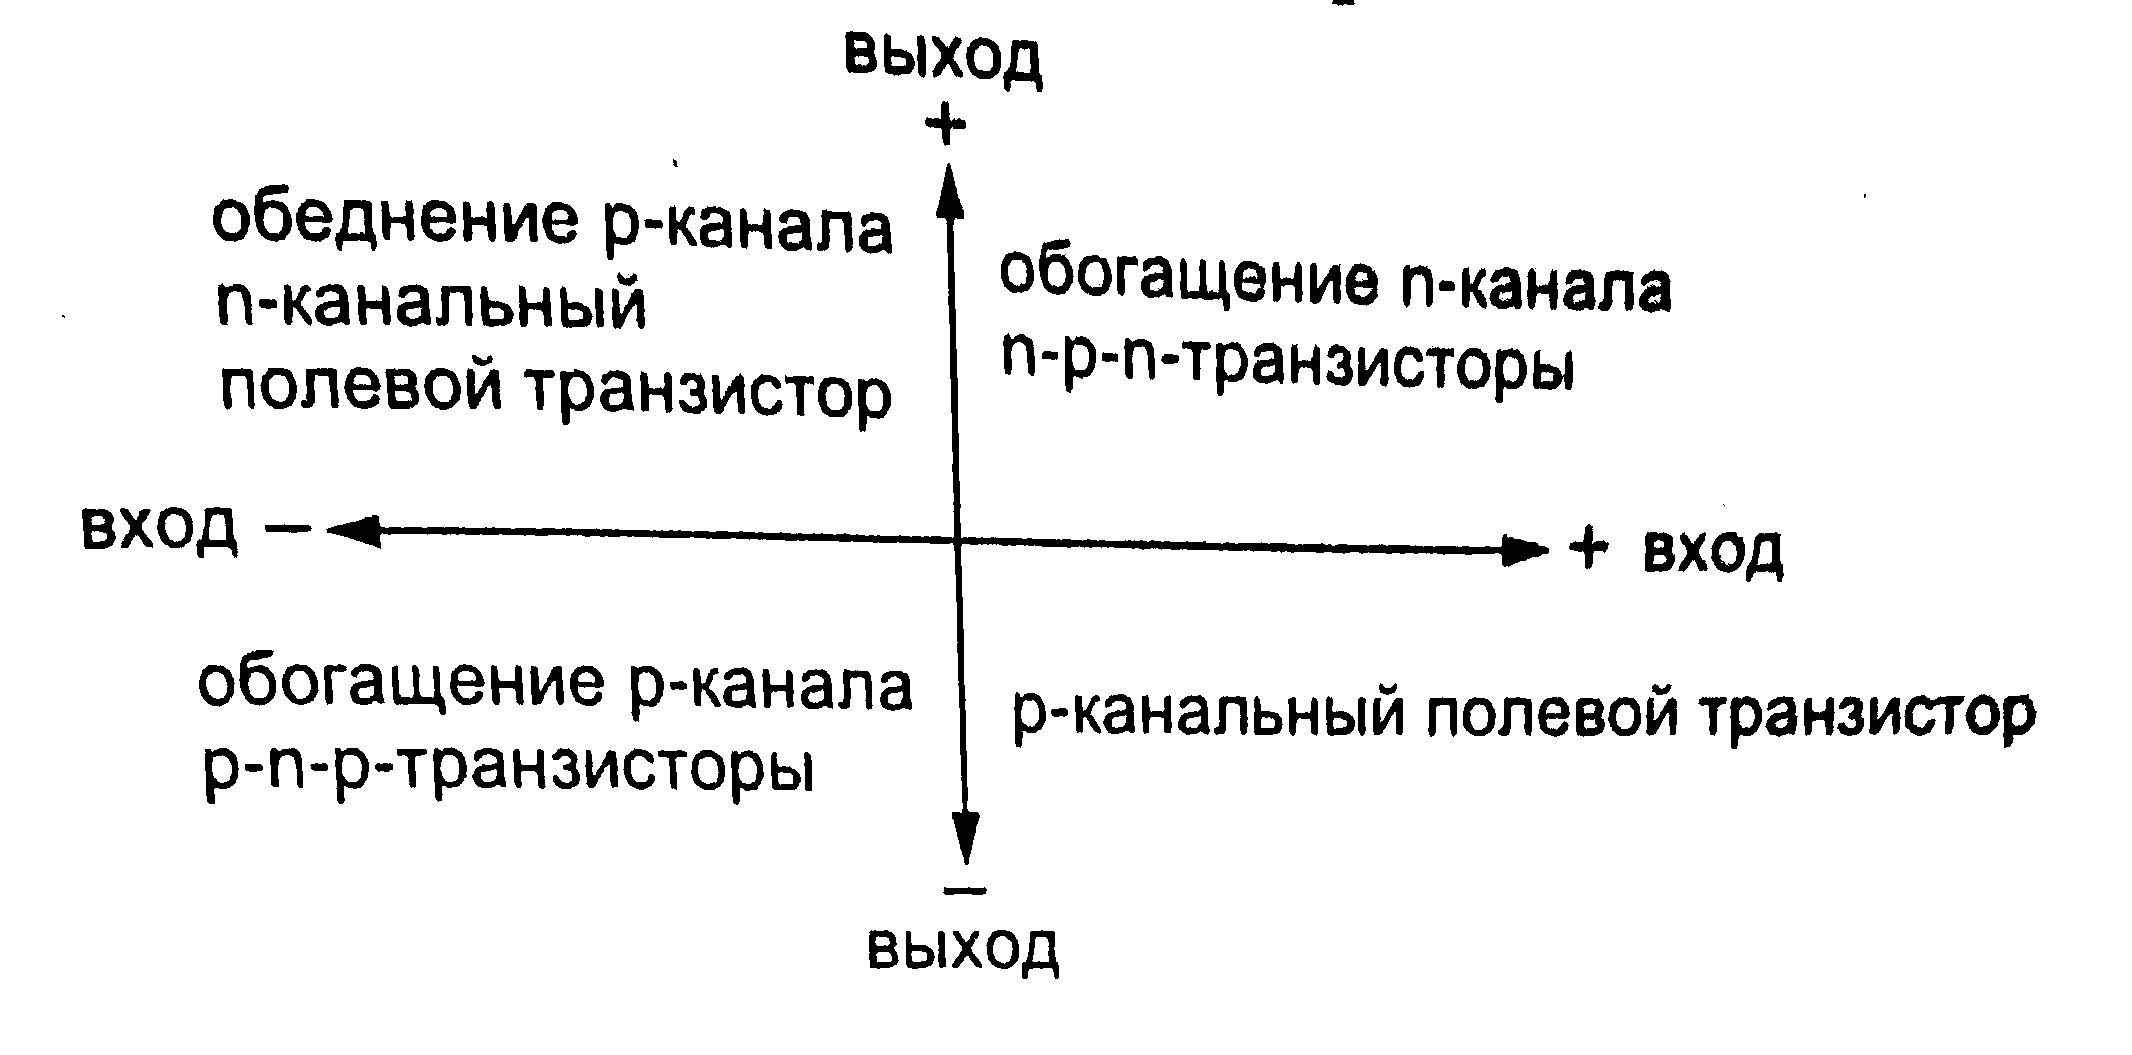 выход
+
обеднение p-канала
n-канальный
полевой транзистор
обогащение n-канала
n-p-n-транзисторы
вход –
+ вход
обогащение p-канала
p-n-p-транзисторы
p-канальный полевой транзистор
–
выход